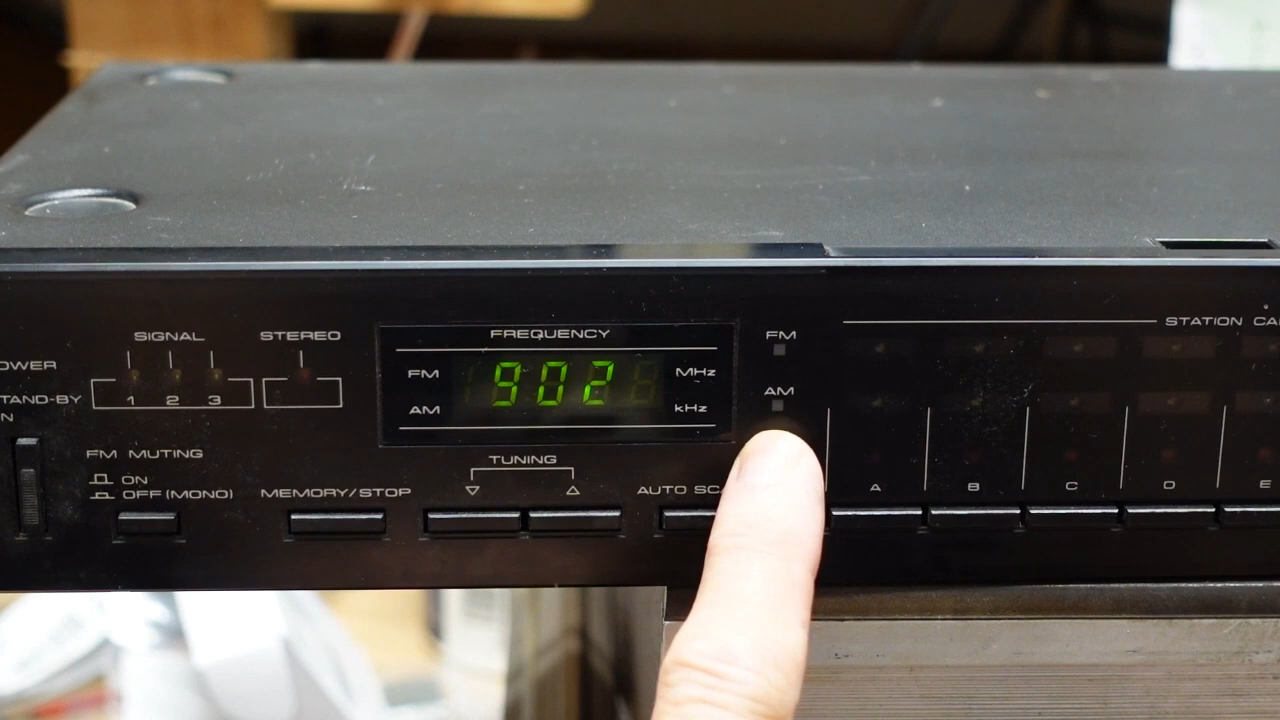 SIGNAL
STEREO
1 2 3
FM MUTING
ON
OFF (MONO)
MEMORY/STOP
FREQUENCY
FM
902
MHz
AM
kHz
TUNING
AUTO
FM
AM
STATION
A
B
C
D
E